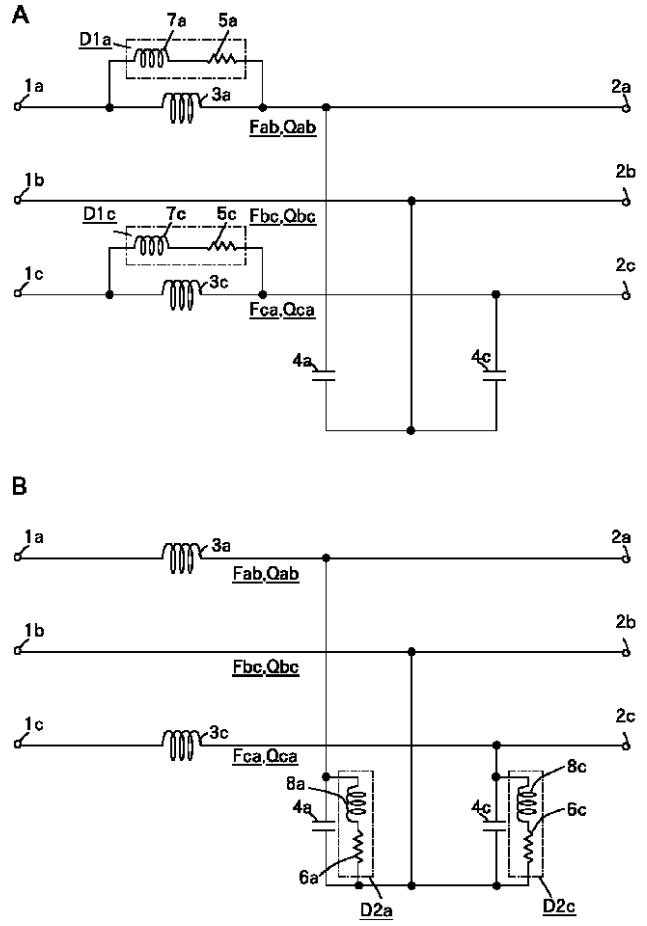 A
7a 5a
D1a
1a 3a 2a
Fab,Qab
1b 2b
D1c 7c 5c Fbc,Qbc
1c 3c 2c
Fca,Qca
4a 4c
B
1a 3a 2a
Fab,Qab
1b 2b
Fbc,Qbc
1c 3c 2c
Fca,Qca
8a 8c
4a 4c 6c
6a
D2a D2c